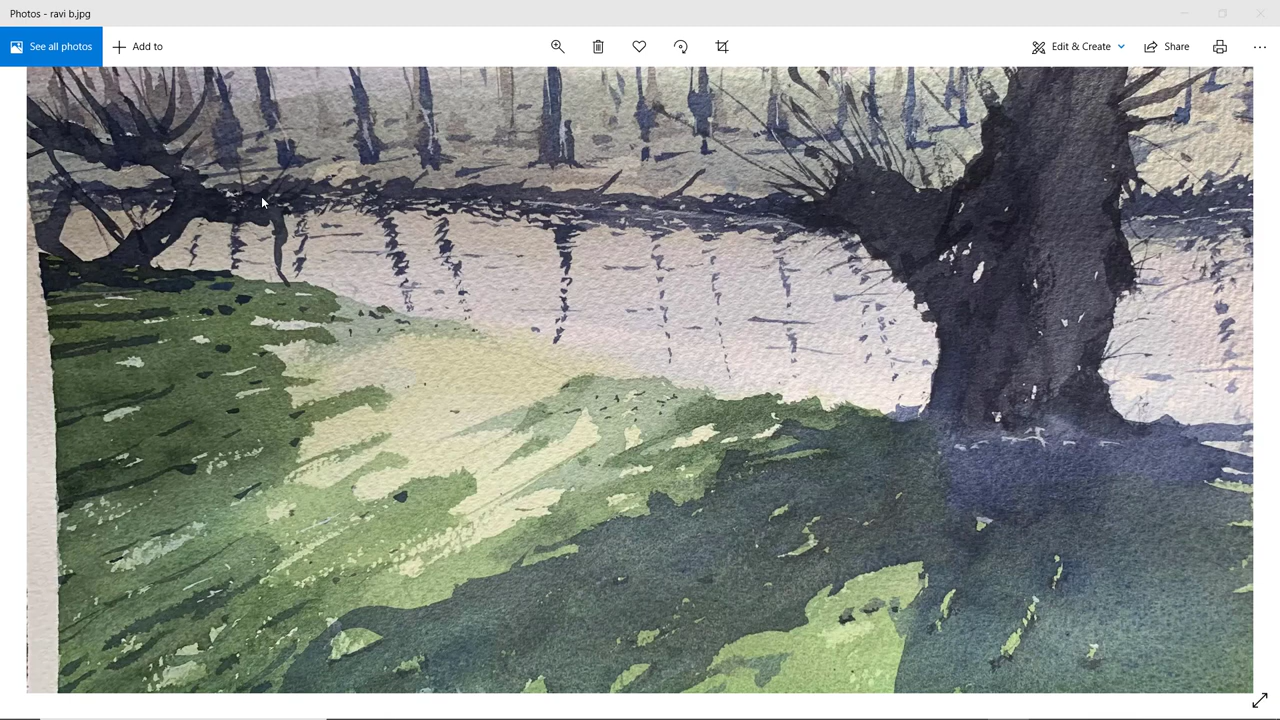 Photos - ravi b.jpg
See all photos
Add to
Edit & Create
Share